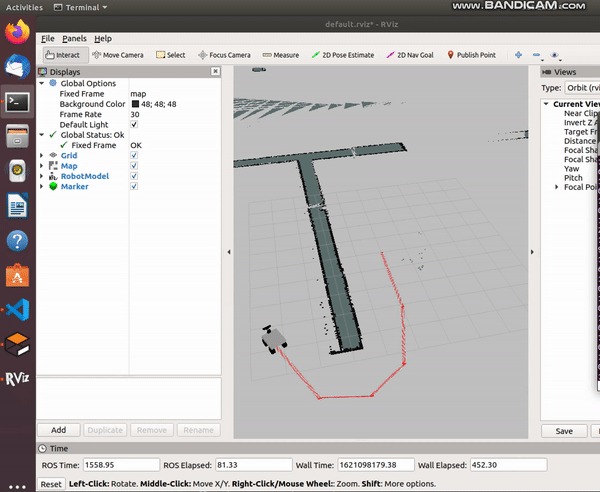 WWW.BANDICAM.COM
Activities Terminal
default.rviz* - RViz
File Panels Help
Interact Move Camera Select Focus Camera Measure 2D Pose Estimate 2D Nav Goal Publish Point
Displays
Global Options
Fixed Frame map
Background Color 48; 48; 48
Frame Rate 30
Default Light
Global Status: Ok
Fixed Frame OK
Grid
Map
RobotModel
Marker
Add Duplicate Remove Rename
Views
Type: Orbit (rvi
Current View
Near Clip
Invert Z A
Target Fr
Distance
Focal Sha
Focal Sha
Yaw
Pitch
Focal Poi
Save
RViz
Time
ROS Time: 1558.95 ROS Elapsed: 81.33 Wall Time: 1621098179.38 Wall Elapsed: 452.30
Reset Left-Click: Rotate. Middle-Click: Move X/Y. Right-Click/Mouse Wheel:: Zoom. Shift: More options.